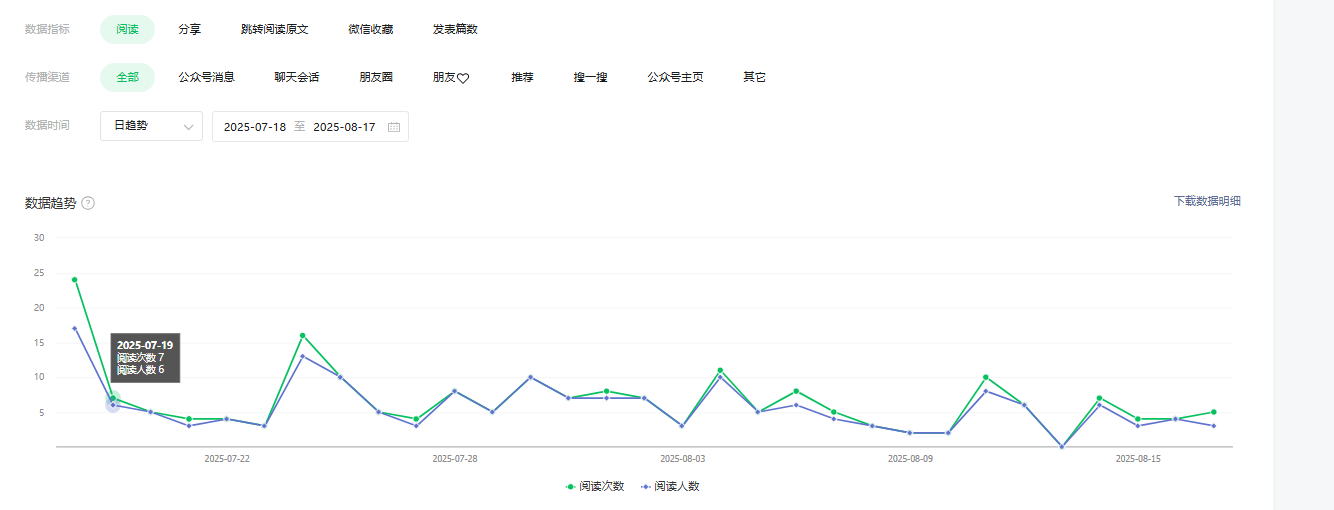 数据指标 阅读 分享 跳转阅读原文 微信收藏 发表篇数
传播渠道 全部 公众号消息 聊天会话 朋友圈 朋友♡ 推荐 搜一搜 公众号主页 其它
数据时间 日趋势 2025-07-18 至 2025-08-17
数据趋势 ? 下载数据明细
30
25
20
15
10
5
2025-07-19
阅读次数 7
阅读人数 6
2025-07-22 2025-07-28 2025-08-03 2025-08-09 2025-08-15
阅读次数 阅读人数